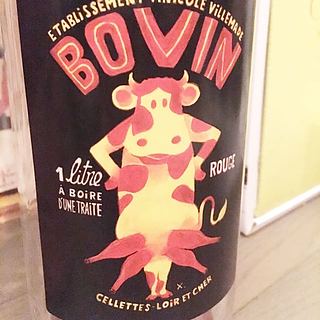 ETABLISSEMENT VINICOLE VILLEMADE
BOVIN
1 litre
À BOIRE
D'UNE TRAITE
ROUGE
CELLETTES-LOIR ET CHER